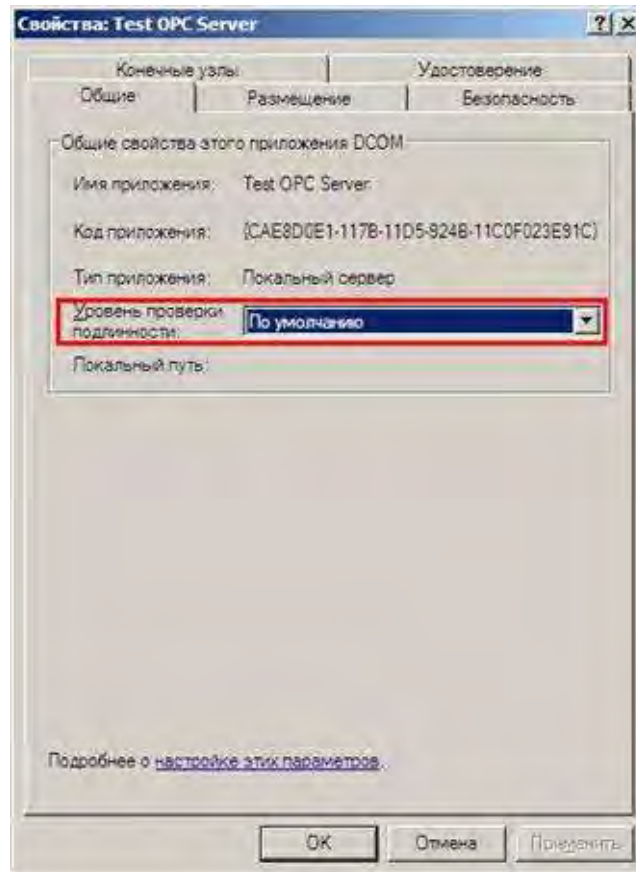 Свойства: Test OPC Server
Конечные узлы
Удостоверение
Общие
Размещение
Безопасность
Общие свойства этого приложения DCOM
Имя приложения: Test OPC Server
Код приложения: {CAE8D0E1-117B-11D5-924B-11C0F023E91C}
Тип приложения: Локальный сервер
Уровень проверки
подлинности: По умолчанию
Локальный путь:
Подробнее о настройке этих параметров.
OK
Отмена
Применить